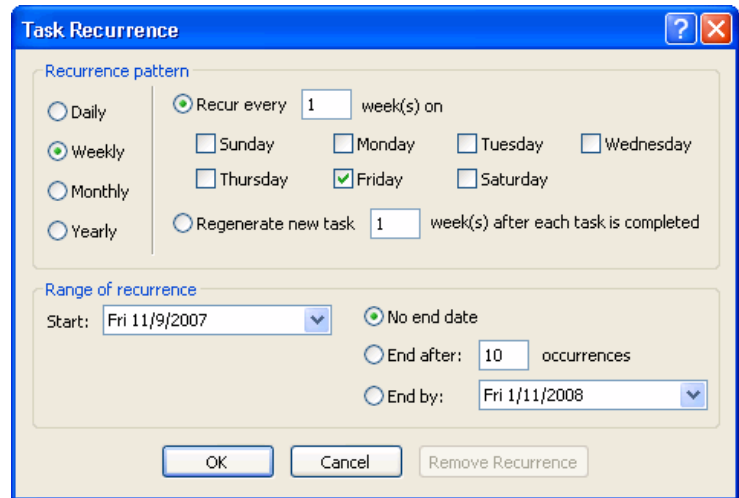 Task Recurrence
Recurrence pattern
Daily
Weekly
Monthly
Yearly
Recur every 1 week(s) on
Sunday Monday Tuesday Wednesday
Thursday Friday Saturday
Regenerate new task 1 week(s) after each task is completed
Range of recurrence
Start: Fri 11/9/2007
No end date
End after: 10 occurrences
End by: Fri 1/11/2008
OK Cancel Remove Recurrence